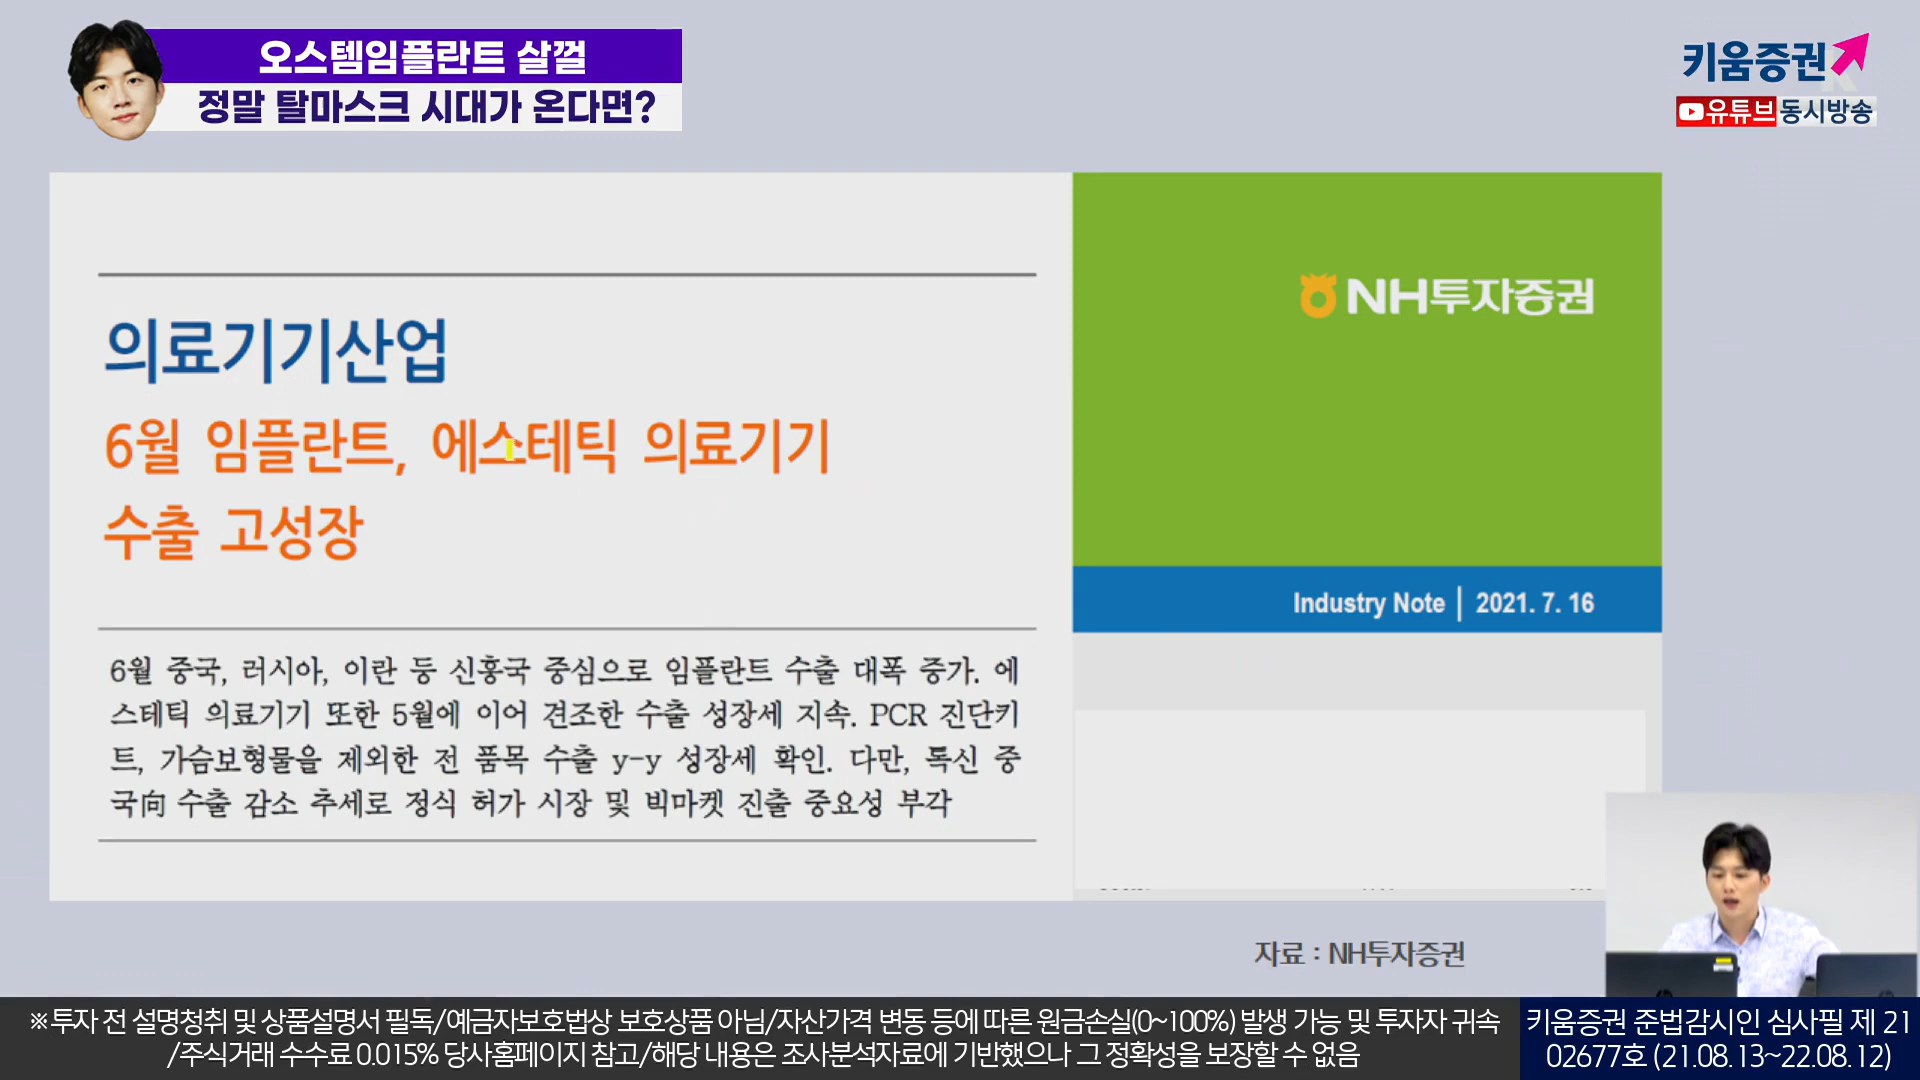 오스템임플란트 살껄
정말 탈마스크 시대가 온다면?
키움증권
유튜브 동시방송
NH투자증권
의료기기산업
6월 임플란트, 에스테틱 의료기기
수출 고성장
Industry Note | 2021. 7. 16
6월 중국, 러시아, 이란 등 신흥국 중심으로 임플란트 수출 대폭 증가. 에
스테틱 의료기기 또한 5월에 이어 견조한 수출 성장세 지속. PCR 진단키
트, 가슴보형물을 제외한 전 품목 수출 y-y 성장세 확인. 다만, 톡신 중
국向 수출 감소 추세로 정식 허가 시장 및 빅마켓 진출 중요성 부각
자료 : NH투자증권
※투자 전 설명청취 및 상품설명서 필독/예금자보호법상 보호상품 아님/자산가격 변동 등에 따른 원금손실(0~100%) 발생 가능 및 투자자 귀속
/주식거래 수수료 0.015% 당사홈페이지 참고/해당 내용은 조사분석자료에 기반했으나 그 정확성을 보장할 수 없음
키움증권 준법감시인 심사필 제 21
02677호 (21.08.13~22.08.12)